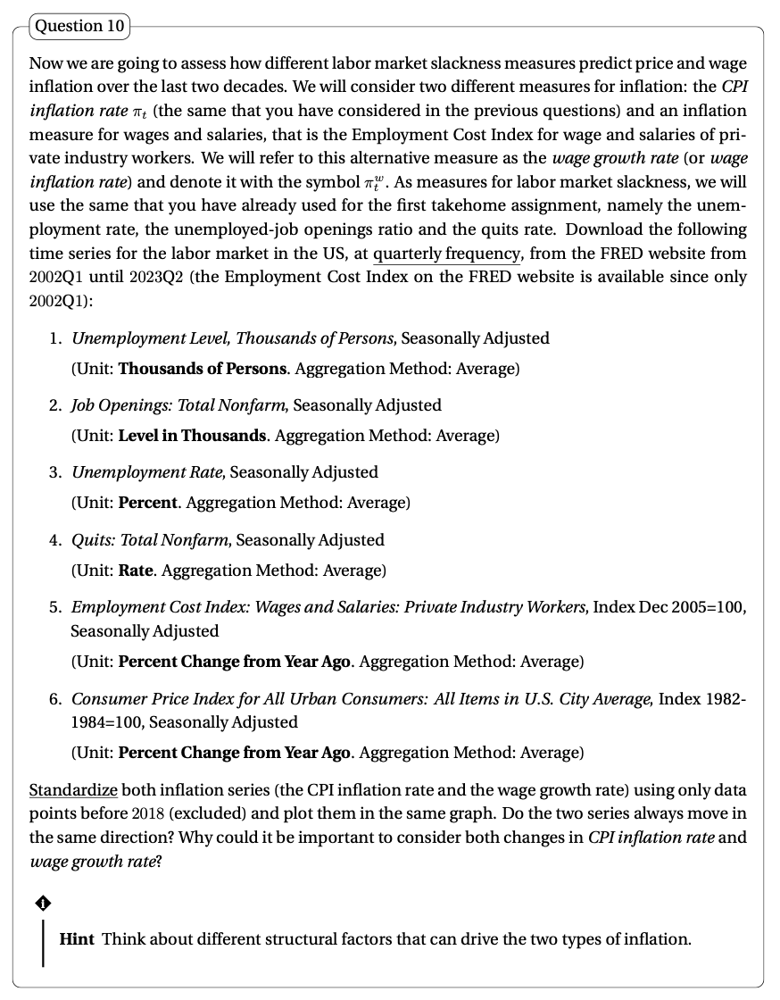 Question 10
Now we are going to assess how different labor market slackness measures predict price and wage
inflation over the last two decades. We will consider two different measures for inflation: the CPI
inflation rate πt (the same that you have considered in the previous questions) and an inflation
measure for wages and salaries, that is the Employment Cost Index for wage and salaries of pri-
vate industry workers. We will refer to this alternative measure as the wage growth rate (or wage
inflation rate) and denote it with the symbol π_t^w. As measures for labor market slackness, we will
use the same that you have already used for the first takehome assignment, namely the unem-
ployment rate, the unemployed-job openings ratio and the quits rate. Download the following
time series for the labor market in the US, at quarterly frequency, from the FRED website from
2002Q1 until 2023Q2 (the Employment Cost Index on the FRED website is available since only
2002Q1):
1. Unemployment Level, Thousands of Persons, Seasonally Adjusted
(Unit: Thousands of Persons. Aggregation Method: Average)
2. Job Openings: Total Nonfarm, Seasonally Adjusted
(Unit: Level in Thousands. Aggregation Method: Average)
3. Unemployment Rate, Seasonally Adjusted
(Unit: Percent. Aggregation Method: Average)
4. Quits: Total Nonfarm, Seasonally Adjusted
(Unit: Rate. Aggregation Method: Average)
5. Employment Cost Index: Wages and Salaries: Private Industry Workers, Index Dec 2005=100,
Seasonally Adjusted
(Unit: Percent Change from Year Ago. Aggregation Method: Average)
6. Consumer Price Index for All Urban Consumers: All Items in U.S. City Average, Index 1982-
1984=100, Seasonally Adjusted
(Unit: Percent Change from Year Ago. Aggregation Method: Average)
Standardize both inflation series (the CPI inflation rate and the wage growth rate) using only data
points before 2018 (excluded) and plot them in the same graph. Do the two series always move in
the same direction? Why could it be important to consider both changes in CPI inflation rate and
wage growth rate?
Hint Think about different structural factors that can drive the two types of inflation.